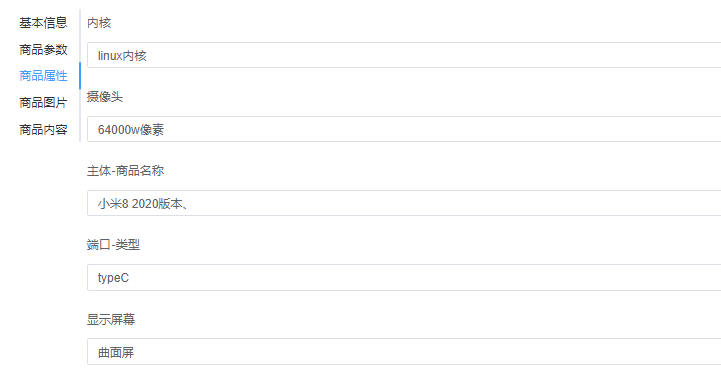 基本信息
商品参数
商品属性
商品图片
商品内容
内核
linux内核
摄像头
64000w像素
主体-商品名称
小米8 2020版本、
端口-类型
typeC
显示屏幕
曲面屏